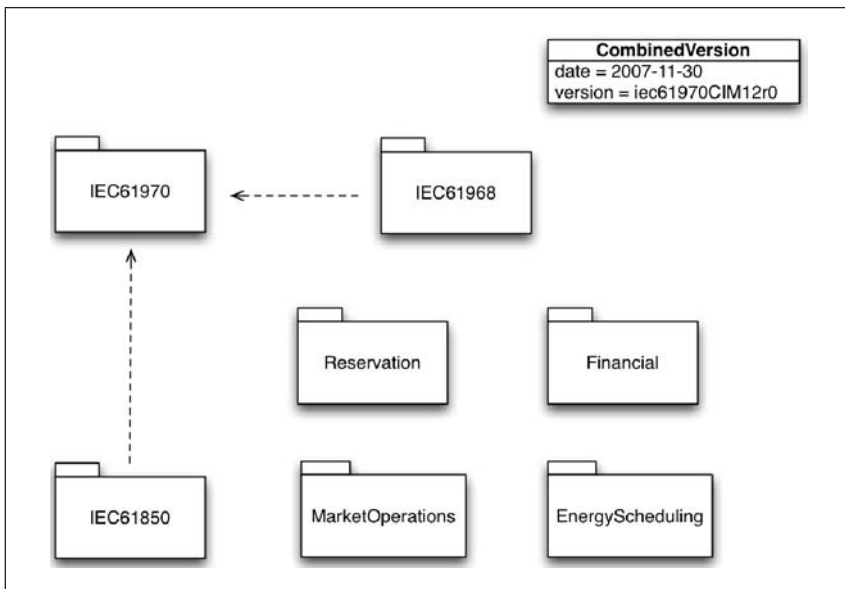 CombinedVersion
date = 2007-11-30
version = iec61970CIM12r0
IEC61970
IEC61968
Reservation
Financial
IEC61850
MarketOperations
EnergyScheduling